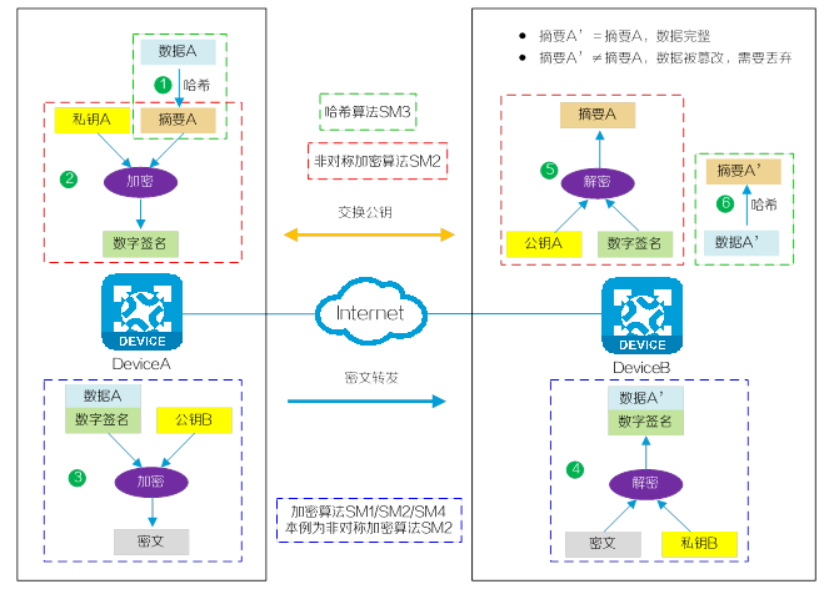 数据A
1
哈希
私钥A
摘要A
2
加密
数字签名
DEVICE
DeviceA
数据A
数字签名
公钥B
3
加密
密文
哈希算法SM3
非对称加密算法SM2
交换公钥
Internet
密文转发
加密算法SM1/SM2/SM4
本例为非对称加密算法SM2
• 摘要A’=摘要A，数据完整
• 摘要A’≠摘要A，数据被篡改，需要丢弃
摘要A
5
解密
公钥A
数字签名
摘要A’
6
哈希
数据A’
DEVICE
DeviceB
数据A’
数字签名
4
解密
密文
私钥B